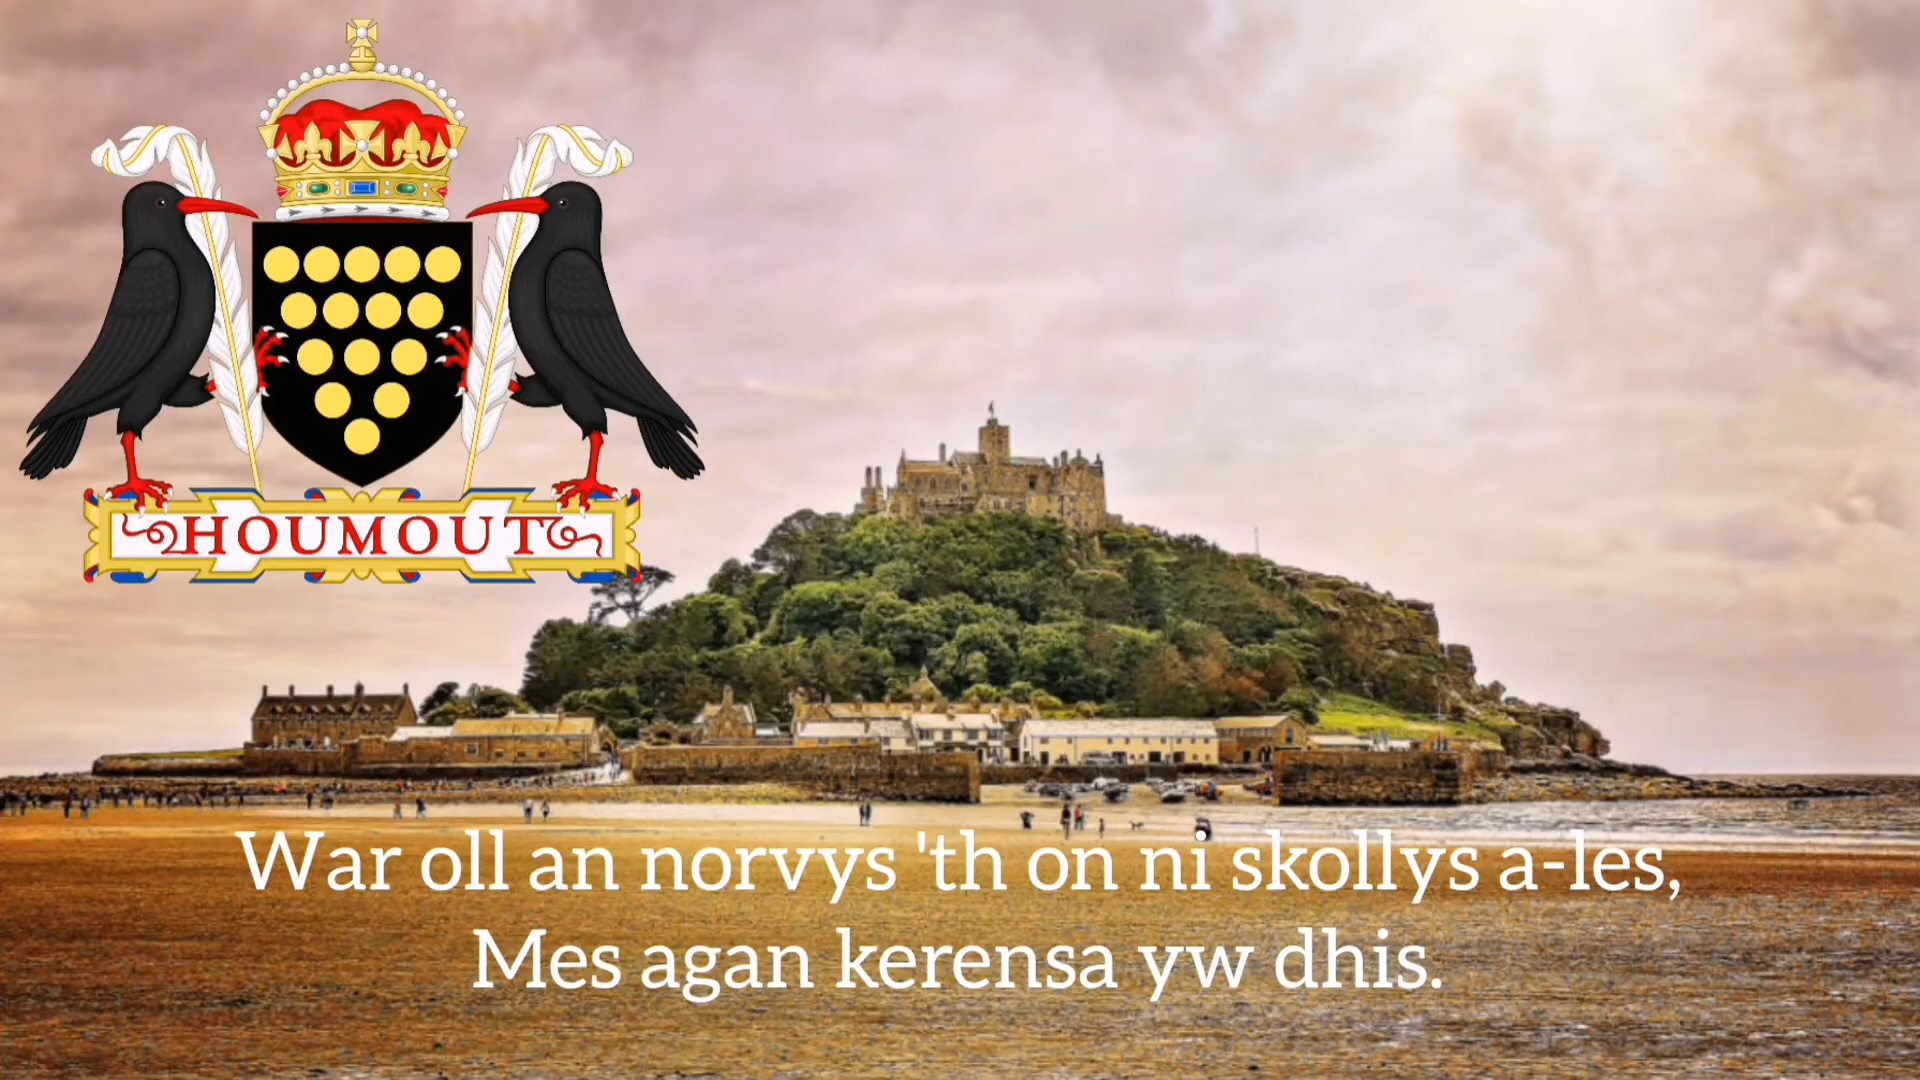 HOUMOUT
War oll an norvys 'th on ni skollys a-les,
Mes agan kerensa yw dhis.